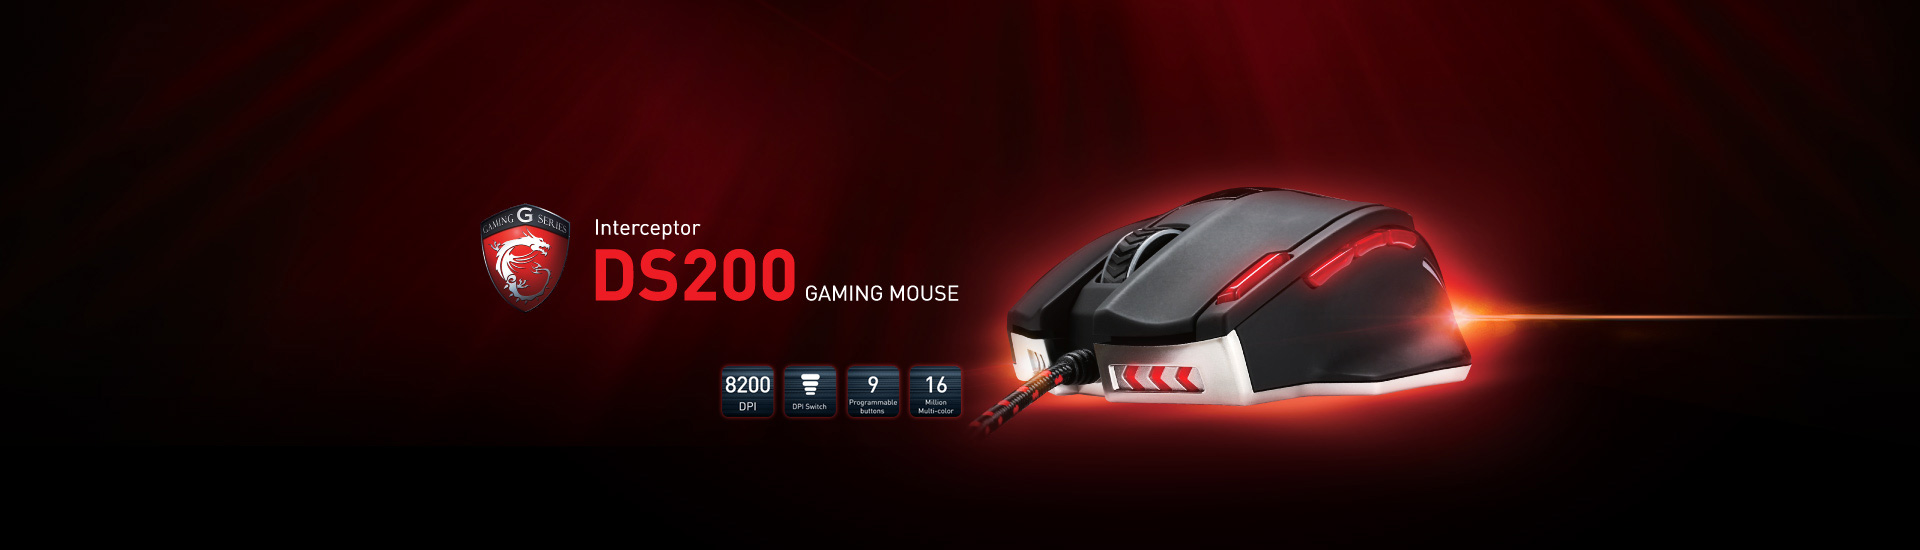 GAMING G SERIES
Interceptor
DS200 GAMING MOUSE
8200
DPI
DPI Switch
9
Programmable
buttons
16
Million
Multi-color